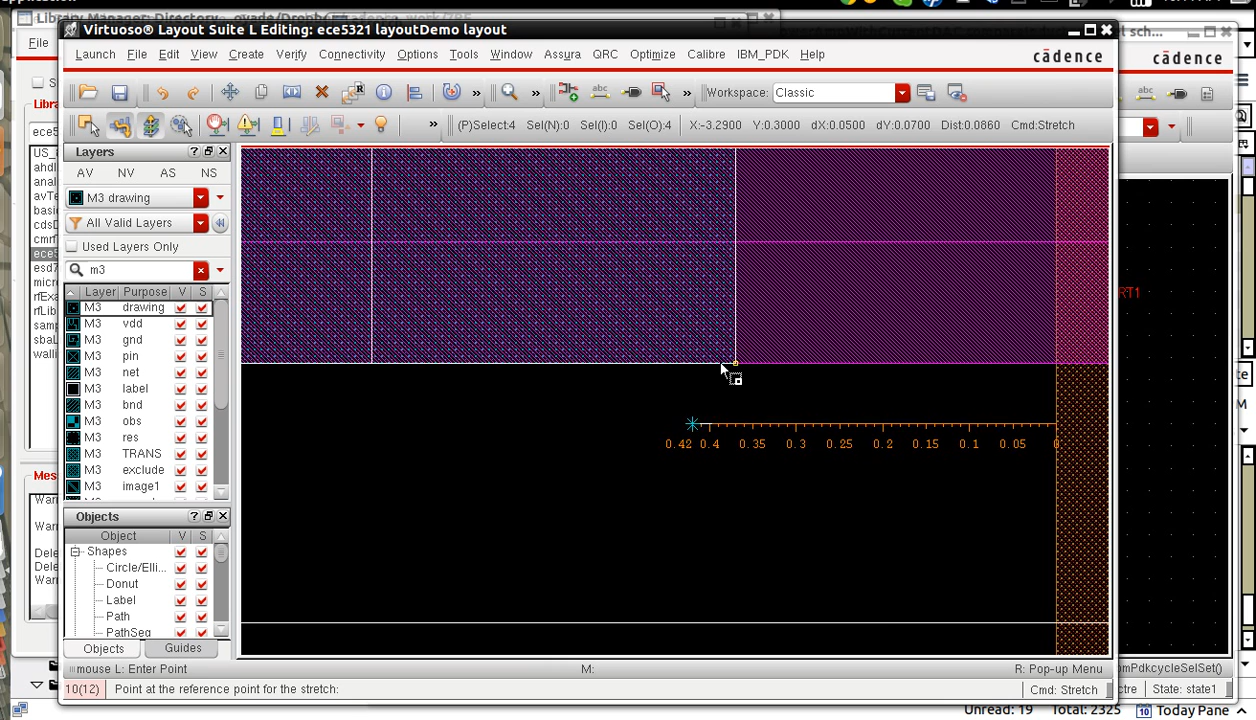 Library Manager: Directory
Virtuoso® Layout Suite L Editing: ece5321 layoutDemo layout
File
Launch File Edit View Create Verify Connectivity Options Tools Window Assura QRC Optimize Calibre IBM_PDK Help
cādence
cādence
» » » Workspace: Classic
» (P)Select:4 Sel(N):0 Sel(I):0 Sel(O):4 X:-3.2900 Y:0.3000 dX:0.0500 dY:0.0700 Dist:0.0860 Cmd:Stretch
Layers
AV NV AS NS
M3 drawing
All Valid Layers
Used Layers Only
m3
Layer Purpose V S
M3 drawing
M3 vdd
M3 gnd
M3 pin
M3 net
M3 label
M3 bnd
M3 obs
M3 res
M3 TRANS
M3 exclude
M3 image1
RT1
0.42 0.4 0.35 0.3 0.25 0.2 0.15 0.1 0.05 0
Objects
Object V S
Shapes
Circle/Elli...
Donut
Label
Path
PathSeg
Objects Guides
mouse L: Enter Point M: R: Pop-up Menu
10(12) Point at the reference point for the stretch: Cmd: Stretch
State: state1
Unread: 19 Total: 2325 10 Today Pane